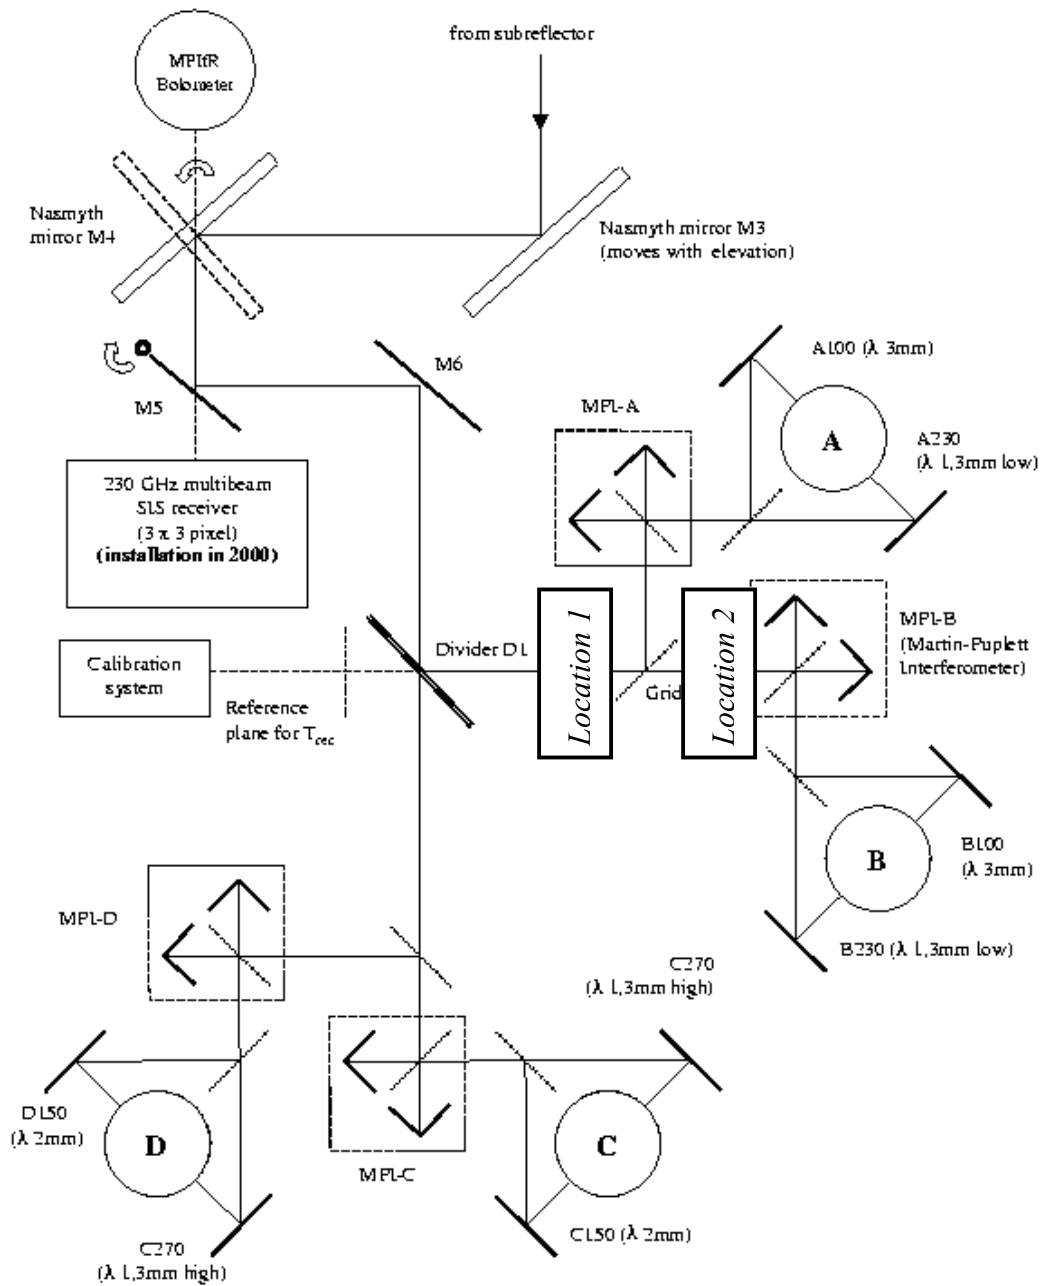 from subreflector
MPIfR
Bolometer
Nasmyth
mirror M4
Nasmyth mirror M3
(moves with elevation)
M5
M6
A100 (λ 3mm)
MPI-A
A
A230
(λ 1,3mm low)
230 GHz multibeam
SIS receiver
(3 x 3 pixel)
(installation in 2000)
Location 1
Location 2
MPI-B
(Martin-Puplett
Interferometer)
Divider D1
Grid
Calibration
system
Reference
plane for Trec
B
B100
(λ 3mm)
B230 (λ 1,3mm low)
MPI-D
C270
(λ 1,3mm high)
D150
(λ 2mm)
D
MPI-C
C
C150 (λ 2mm)
C270
(λ 1,3mm high)